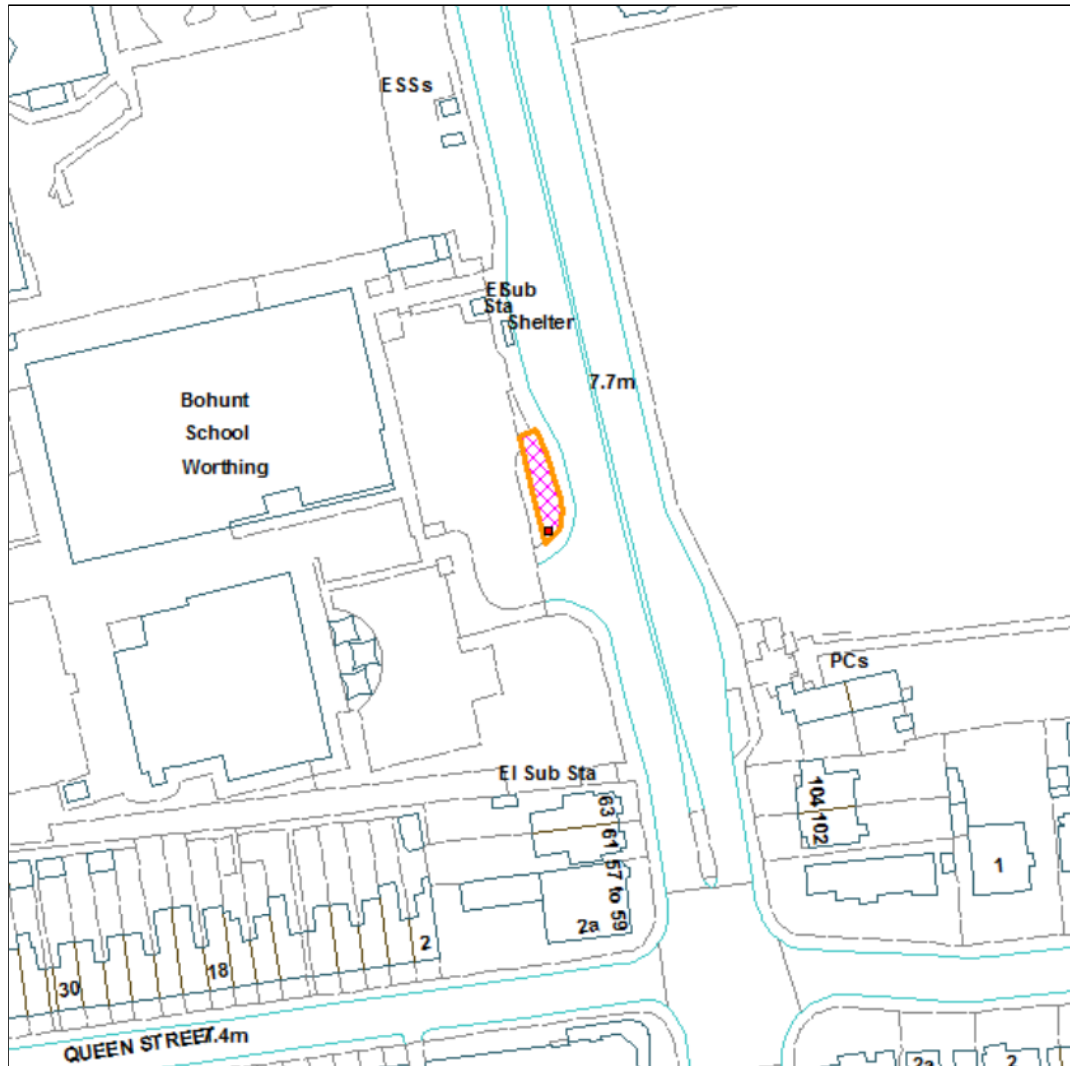 ESSs
El Sub
Sta
Shelter
7.7m
Bohunt
School
Worthing
PCs
El Sub Sta
63
61
57 to 59
2a
104
102
1
2
18
30
QUEEN STREET
7.4m
2a
2